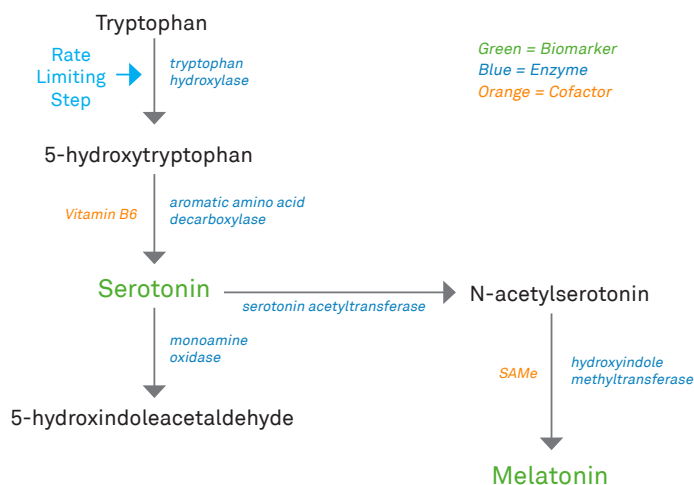 Tryptophan
Rate
Limiting
Step
tryptophan
hydroxylase
Green = Biomarker
Blue = Enzyme
Orange = Cofactor
5-hydroxytryptophan
Vitamin B6
aromatic amino acid
decarboxylase
Serotonin
serotonin acetyltransferase
N-acetylserotonin
monoamine
oxidase
SAMe
hydroxyindole
methyltransferase
5-hydroxindoleacetaldehyde
Melatonin